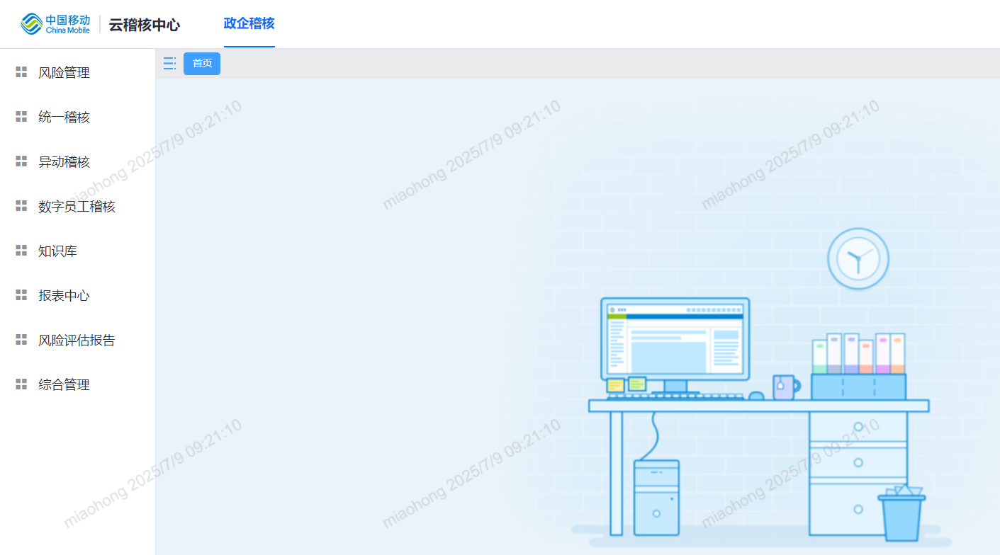 中国移动
China Mobile
云稽核中心
政企稽核
首页
风险管理
统一稽核
异动稽核
数字员工稽核
知识库
报表中心
风险评估报告
综合管理
miaohong 2025/7/9 09:21:10
miaohong 2025/7/9 09:21:10
miaohong 2025/7/9 09:21:10
miaohong 2025/7/9 09:21:10
miaohong 2025/7/9 09:21:10
miaohong 2025/7/9 09:21:10